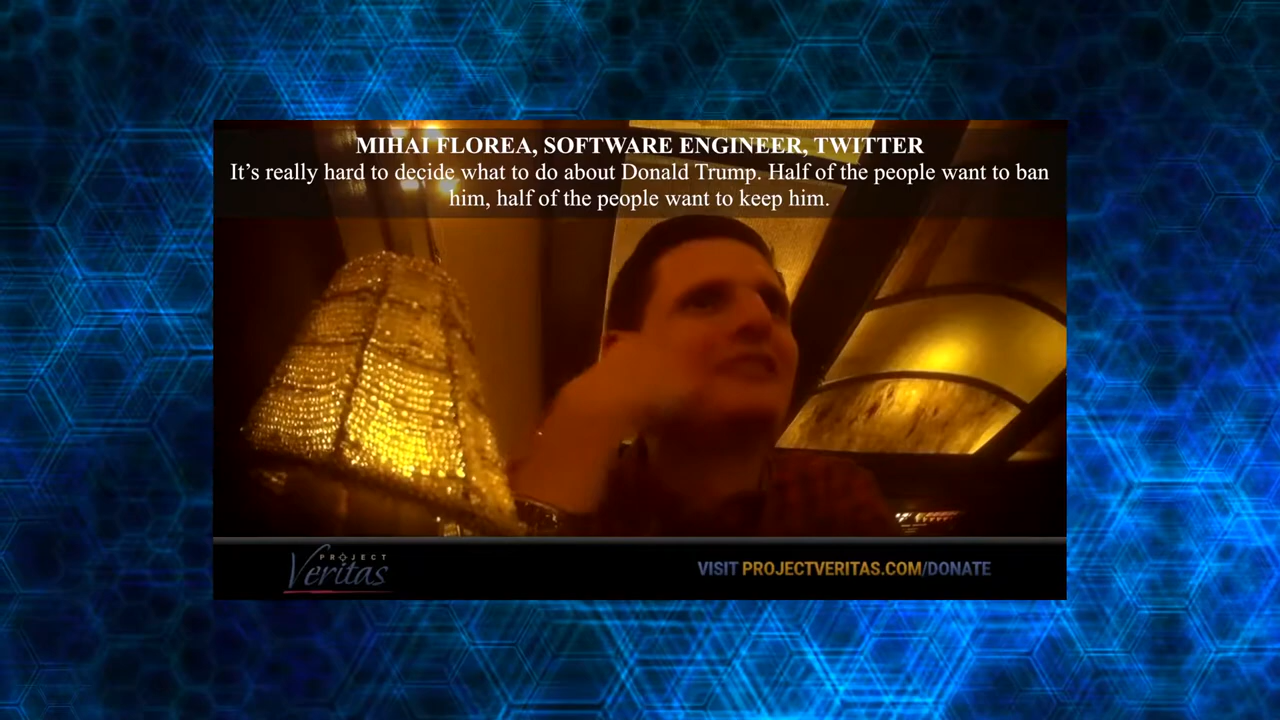 MIHAI FLOREA, SOFTWARE ENGINEER, TWITTER
It’s really hard to decide what to do about Donald Trump. Half of the people want to ban
him, half of the people want to keep him.
PROJECT
Veritas
VISIT PROJECTVERITAS.COM/DONATE